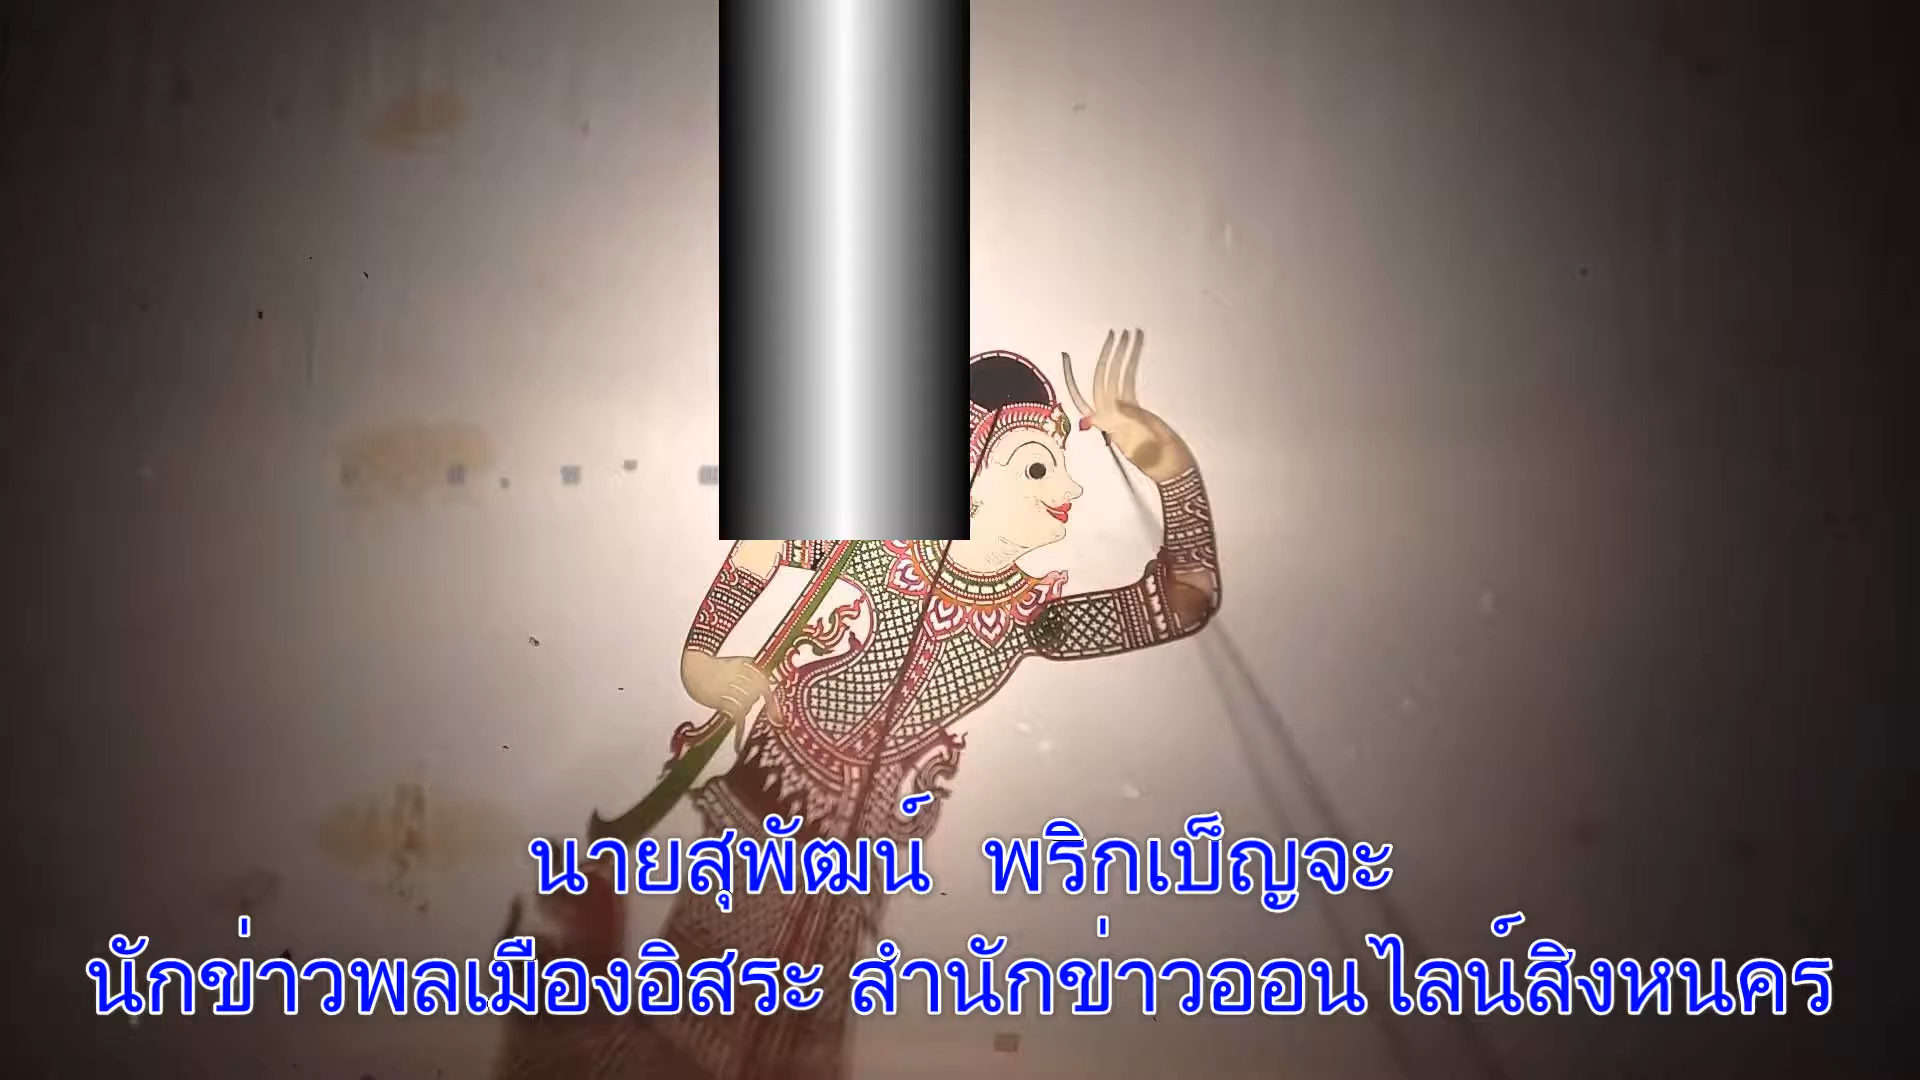 นายสุพัฒน์ พริกเบ็ญจะ
นักข่าวพลเมืองอิสระ สำนักข่าวออนไลน์สิงหนคร